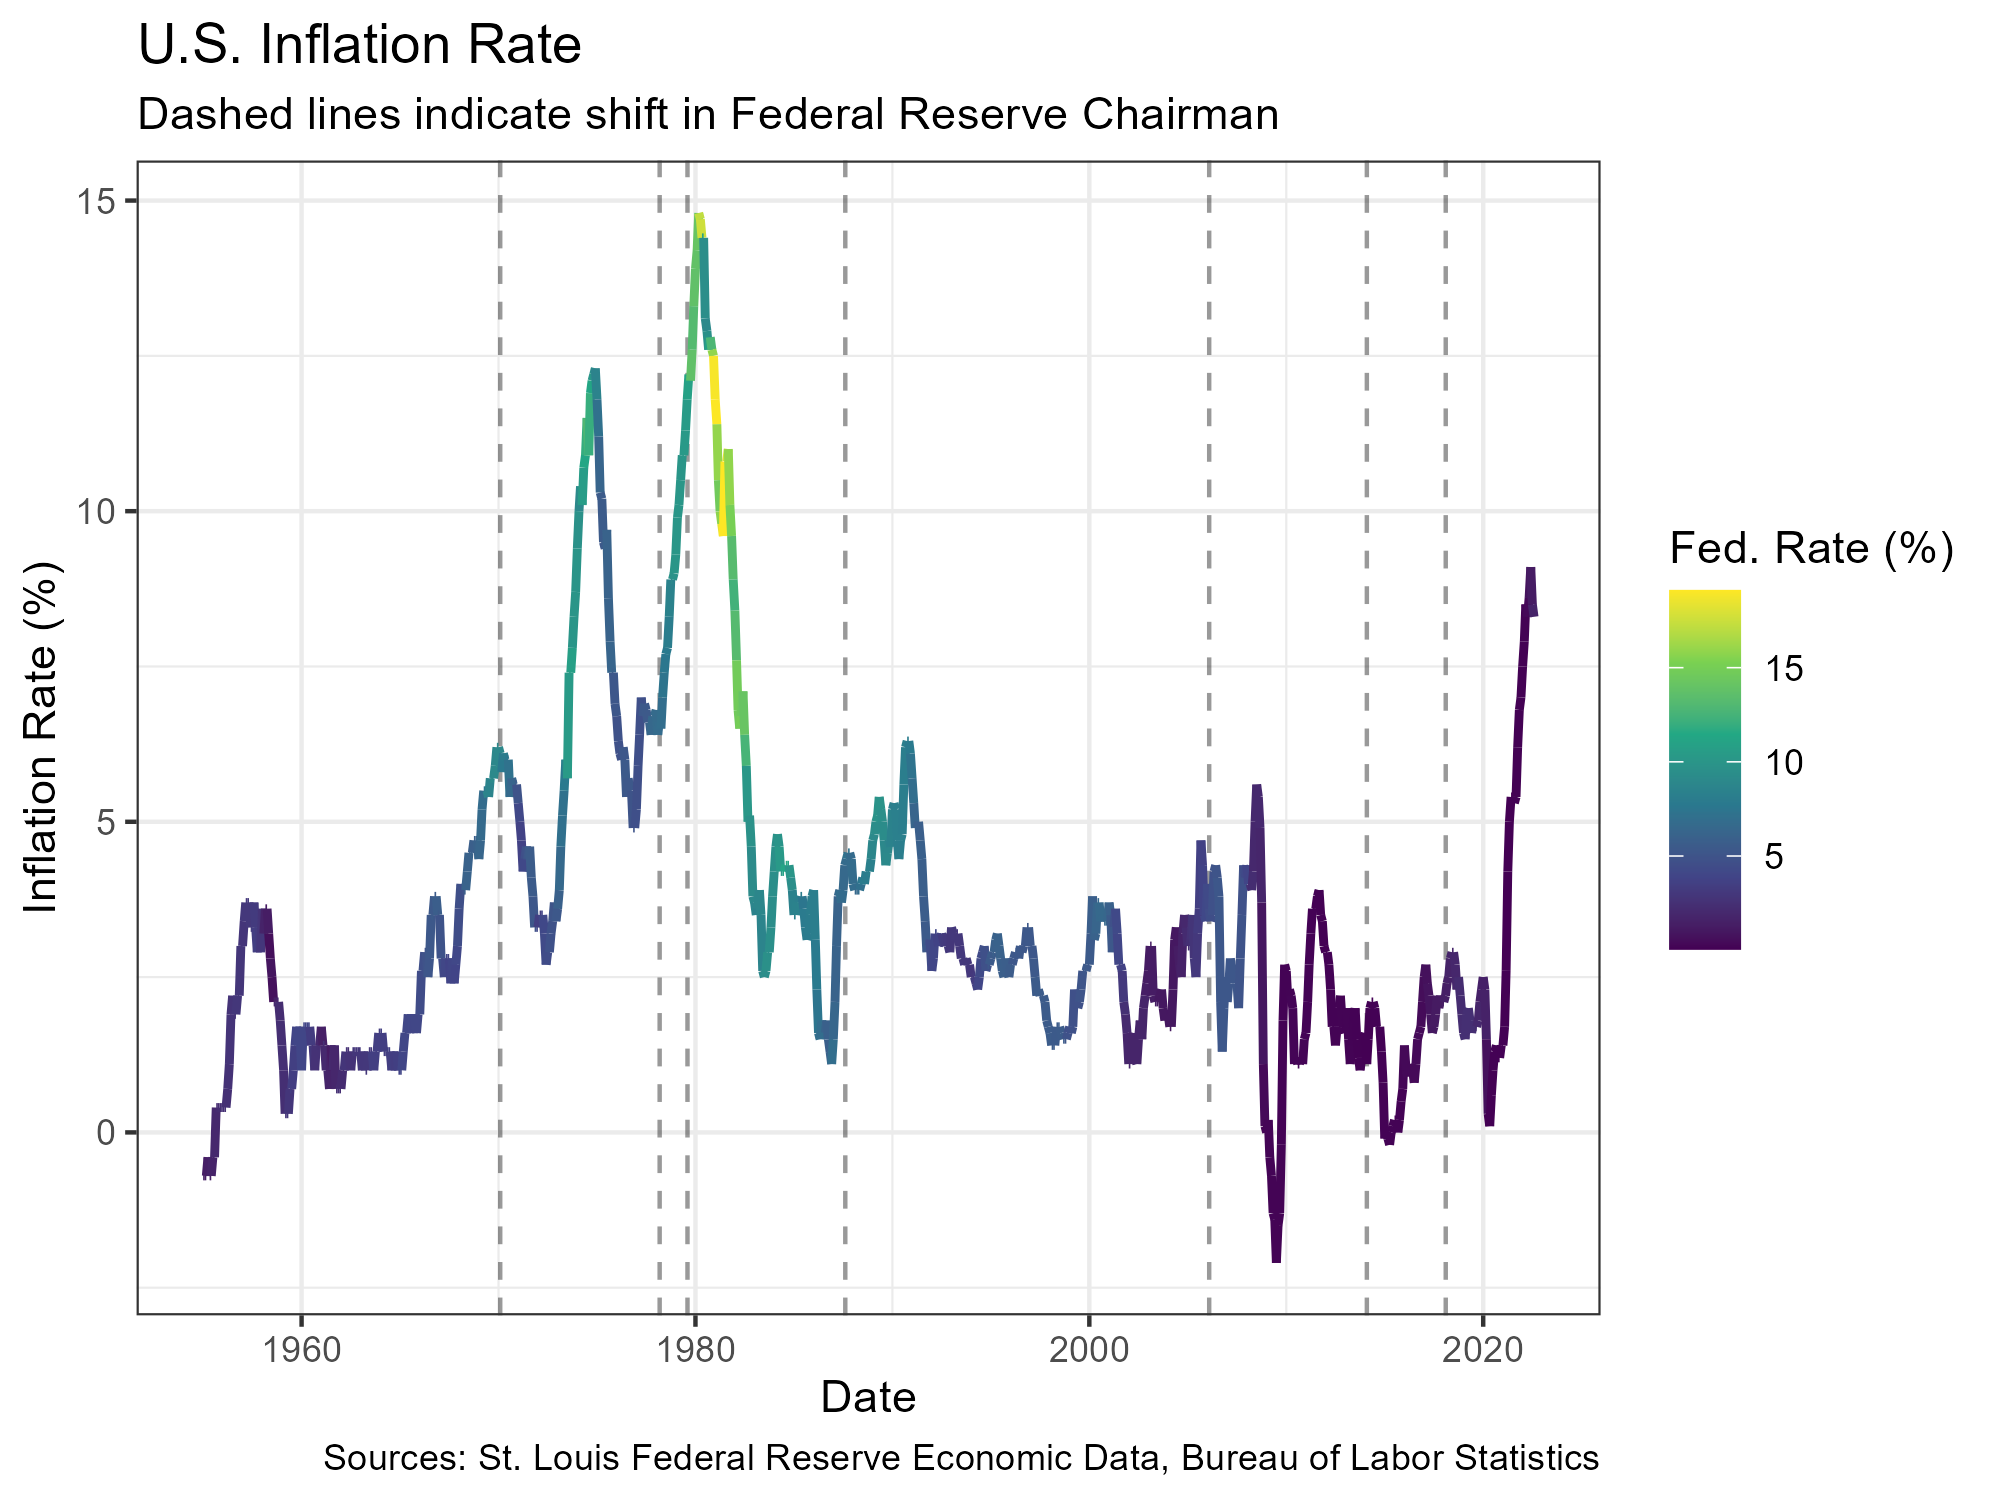 U.S. Inflation Rate
Dashed lines indicate shift in Federal Reserve Chairman
15
10
5
0
Inflation Rate (%)
1960
1980
2000
2020
Date
Fed. Rate (%)
15
10
5
Sources: St. Louis Federal Reserve Economic Data, Bureau of Labor Statistics